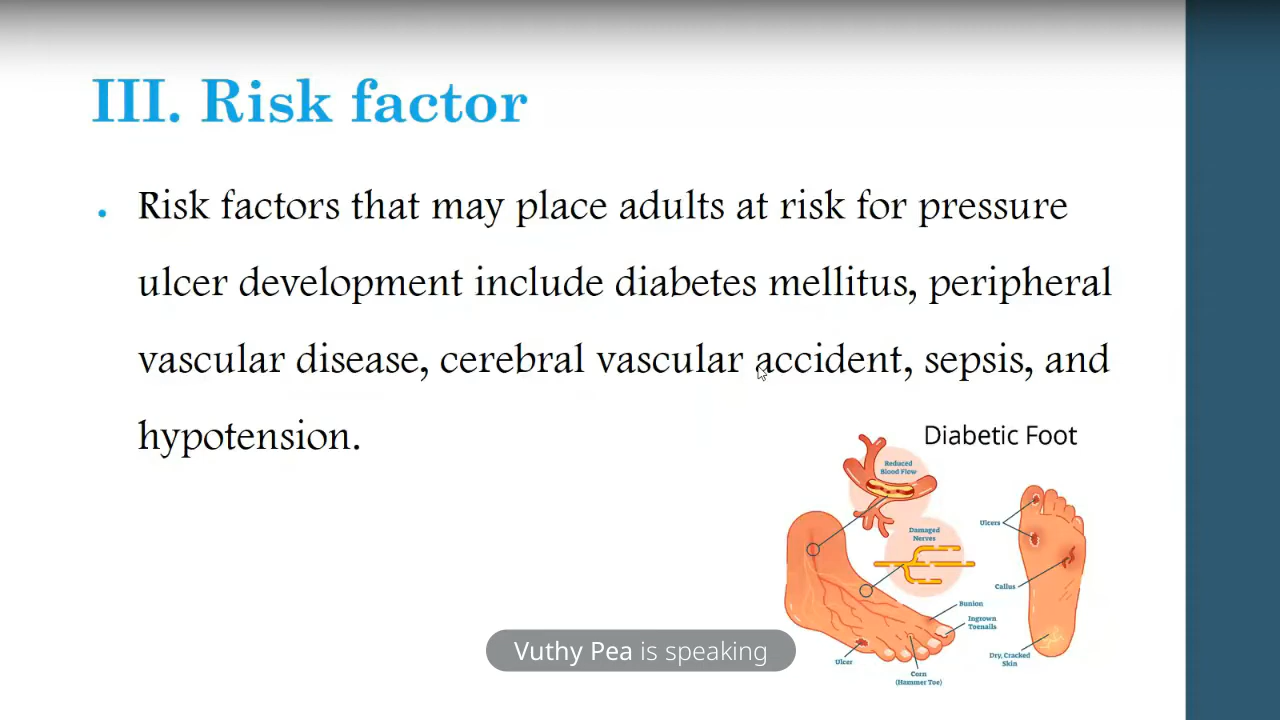 III. Risk factor
Risk factors that may place adults at risk for pressure
ulcer development include diabetes mellitus, peripheral
vascular disease, cerebral vascular accident, sepsis, and
hypotension.
Diabetic Foot
Reduced
Blood Flow
Damaged
Nerves
Ulcers
Callus
Bunion
Ingrown
Toenails
Ulcer
Corn
(Hammer Toe)
Dry, Cracked
Skin
Vuthy Pea is speaking